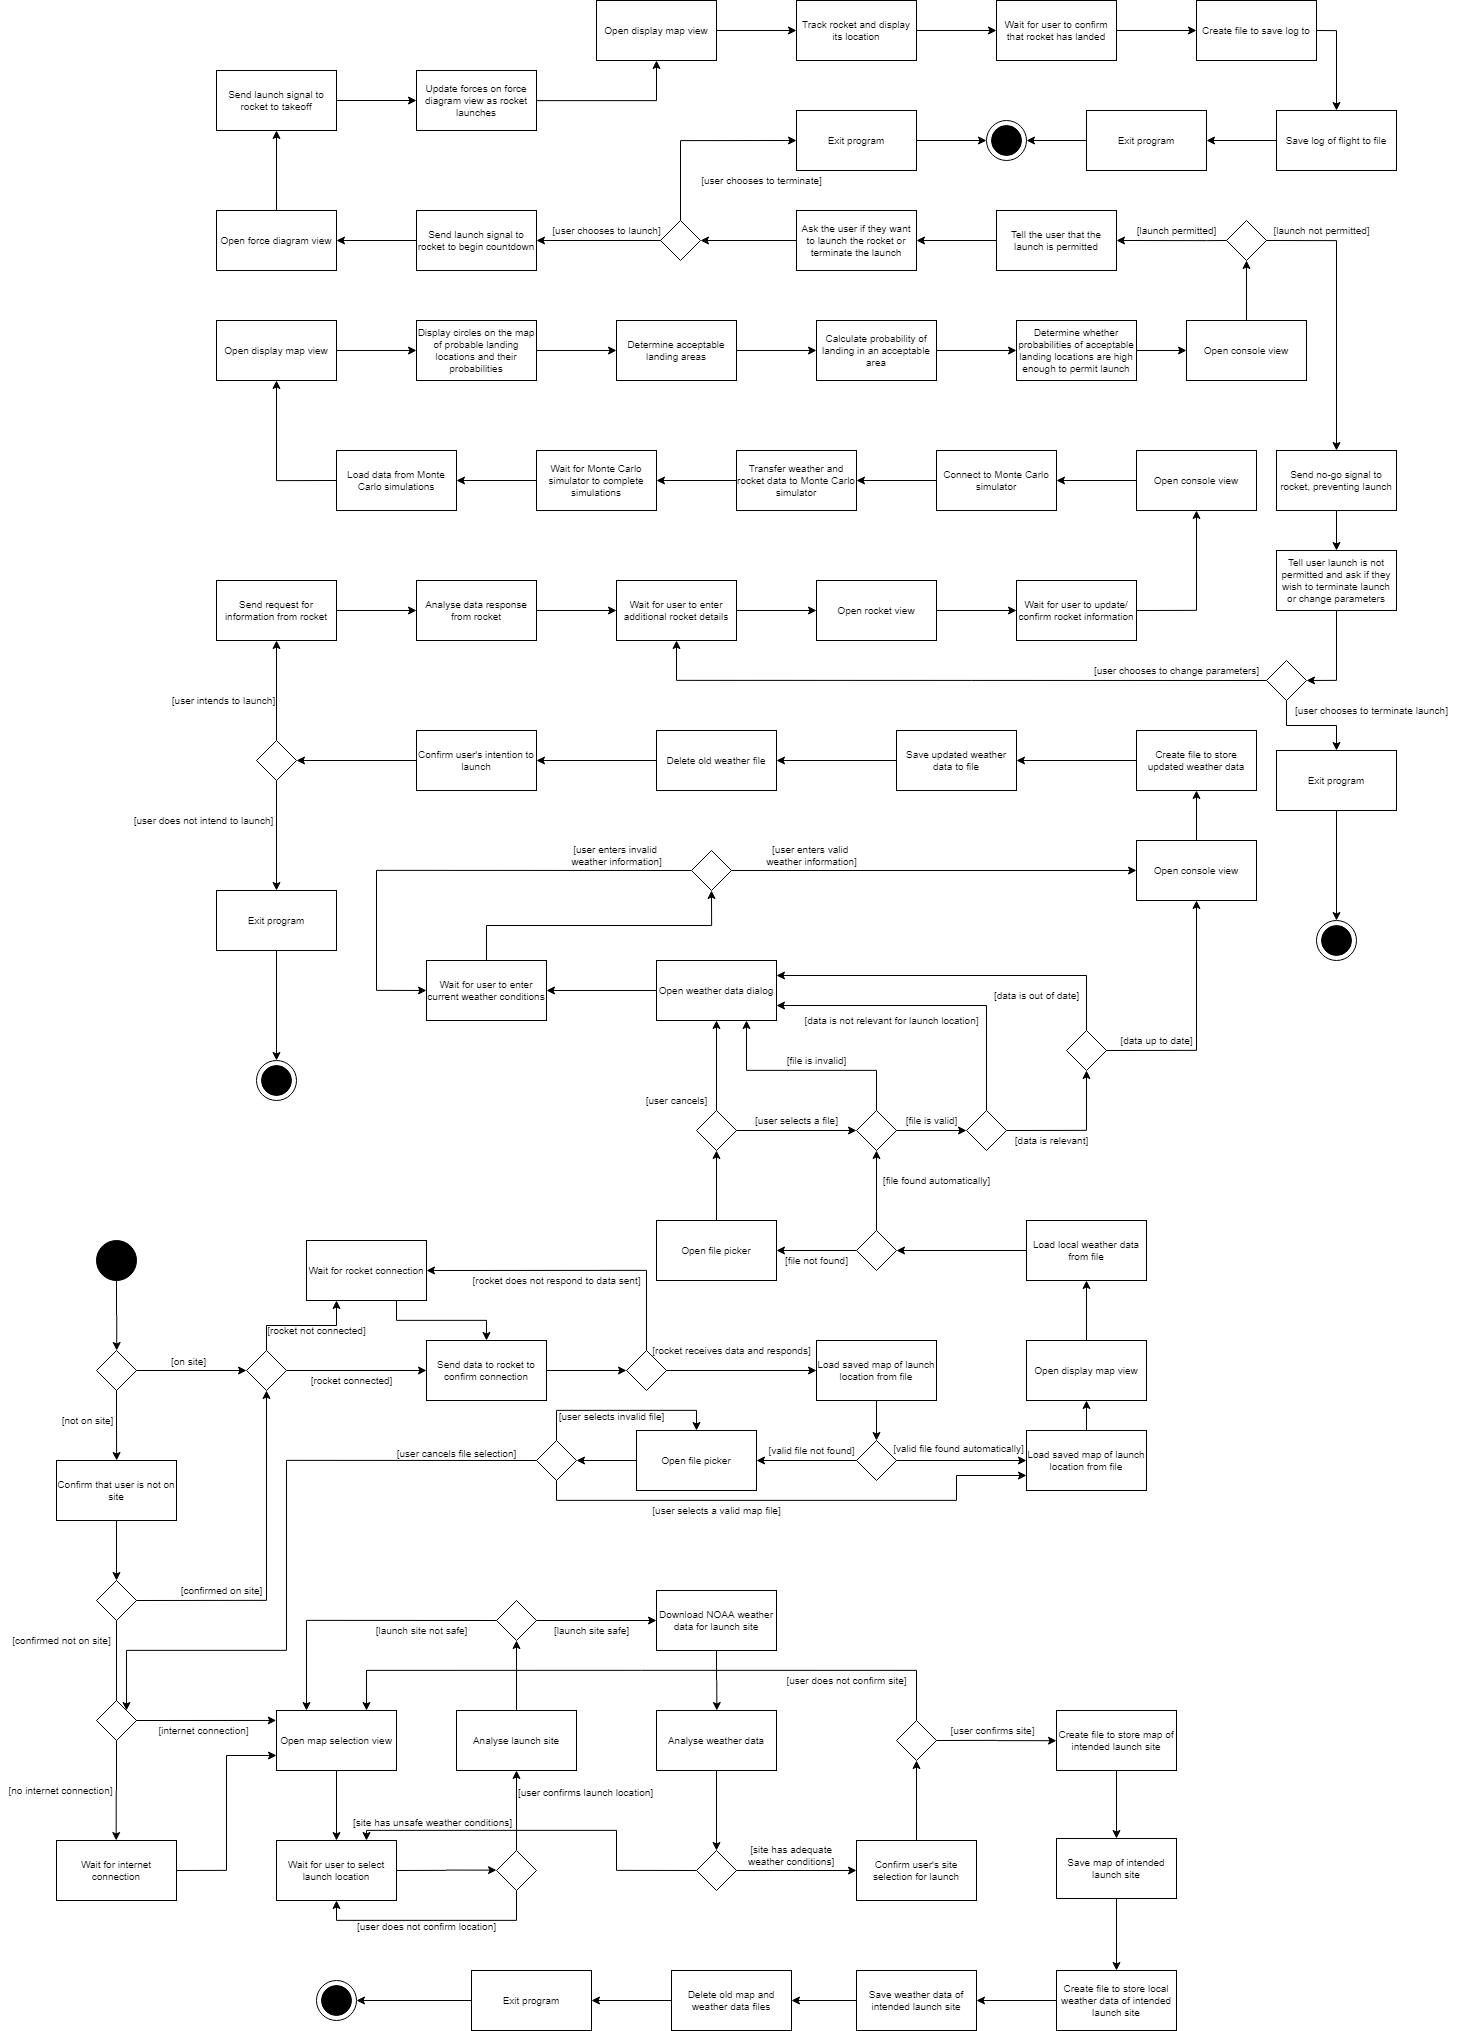 Open display map view
Track rocket and display
its location
Wait for user to confirm
that rocket has landed
Create file to save log to
Send launch signal to
rocket to takeoff
Update forces on force
diagram view as rocket
launches
Exit program
Exit program
Save log of flight to file
[user chooses to terminate]
Open force diagram view
Send launch signal to
rocket to begin countdown
[user chooses to launch]
Ask the user if they want
to launch the rocket or
terminate the launch
Tell the user that the
launch is permitted
[launch permitted]
[launch not permitted]
Open display map view
Display circles on the map
of probable landing
locations and their
probabilities
Determine acceptable
landing areas
Calculate probability of
landing in an acceptable
area
Determine whether
probabilities of acceptable
landing locations are high
enough to permit launch
Open console view
Load data from Monte
Carlo simulations
Wait for Monte Carlo
simulator to complete
simulations
Transfer weather and
rocket data to Monte Carlo
simulator
Connect to Monte Carlo
simulator
Open console view
Send no-go signal to
rocket, preventing launch
Tell user launch is not
permitted and ask if they
wish to terminate launch
or change parameters
Send request for
information from rocket
Analyse data response
from rocket
Wait for user to enter
additional rocket details
Open rocket view
Wait for user to update/
confirm rocket information
[user chooses to change parameters]
[user intends to launch]
[user chooses to terminate launch]
Confirm user's intention to
launch
Delete old weather file
Save updated weather
data to file
Create file to store
updated weather data
Exit program
[user does not intend to launch]
[user enters invalid
weather information]
[user enters valid
weather information]
Open console view
Exit program
Wait for user to enter
current weather conditions
Open weather data dialog
[data is out of date]
[data is not relevant for launch location]
[data up to date]
[file is invalid]
[user cancels]
[user selects a file]
[file is valid]
[data is relevant]
[file found automatically]
Open file picker
[file not found]
Load local weather data
from file
Wait for rocket connection
[rocket does not respond to data sent]
[rocket not connected]
[on site]
[rocket connected]
Send data to rocket to
confirm connection
[rocket receives data and responds]
Load saved map of launch
location from file
Open display map view
[not on site]
[user selects invalid file]
[user cancels file selection]
Open file picker
[valid file not found]
[valid file found automatically]
Load saved map of launch
location from file
Confirm that user is not on
site
[user selects a valid map file]
[confirmed on site]
[confirmed not on site]
[launch site not safe]
[launch site safe]
Download NOAA weather
data for launch site
[user does not confirm site]
[internet connection]
Open map selection view
Analyse launch site
Analyse weather data
[user confirms site]
Create file to store map of
intended launch site
[no internet connection]
[user confirms launch location]
[site has unsafe weather conditions]
Wait for internet
connection
Wait for user to select
launch location
[site has adequate
weather conditions]
Confirm user's site
selection for launch
Save map of intended
launch site
[user does not confirm location]
Exit program
Delete old map and
weather data files
Save weather data of
intended launch site
Create file to store local
weather data of intended
launch site